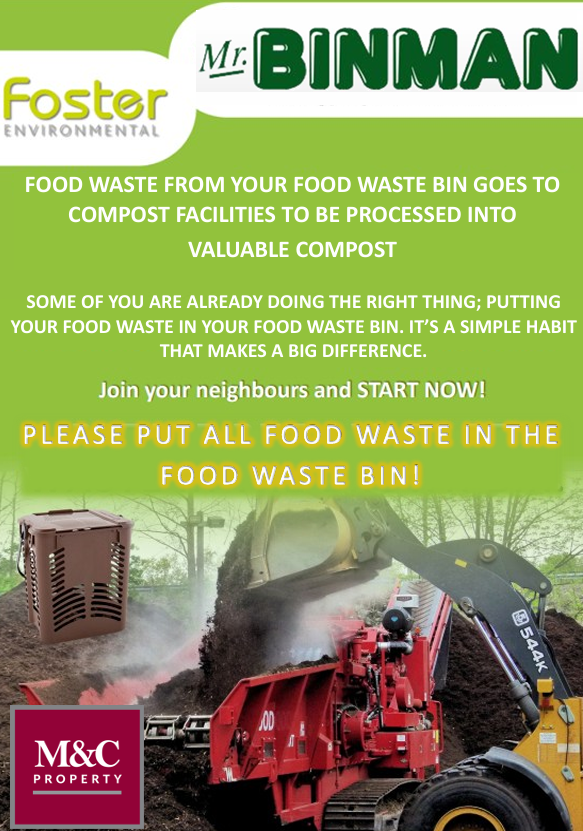 Mr. BINMAN
Foster
ENVIRONMENTAL
FOOD WASTE FROM YOUR FOOD WASTE BIN GOES TO
COMPOST FACILITIES TO BE PROCESSED INTO
VALUABLE COMPOST
SOME OF YOU ARE ALREADY DOING THE RIGHT THING; PUTTING
YOUR FOOD WASTE IN YOUR FOOD WASTE BIN. IT'S A SIMPLE HABIT
THAT MAKES A BIG DIFFERENCE.
Join your neighbours and START NOW!
PLEASE PUT ALL FOOD WASTE IN THE
FOOD WASTE BIN!
544K
M&C
PROPERTY